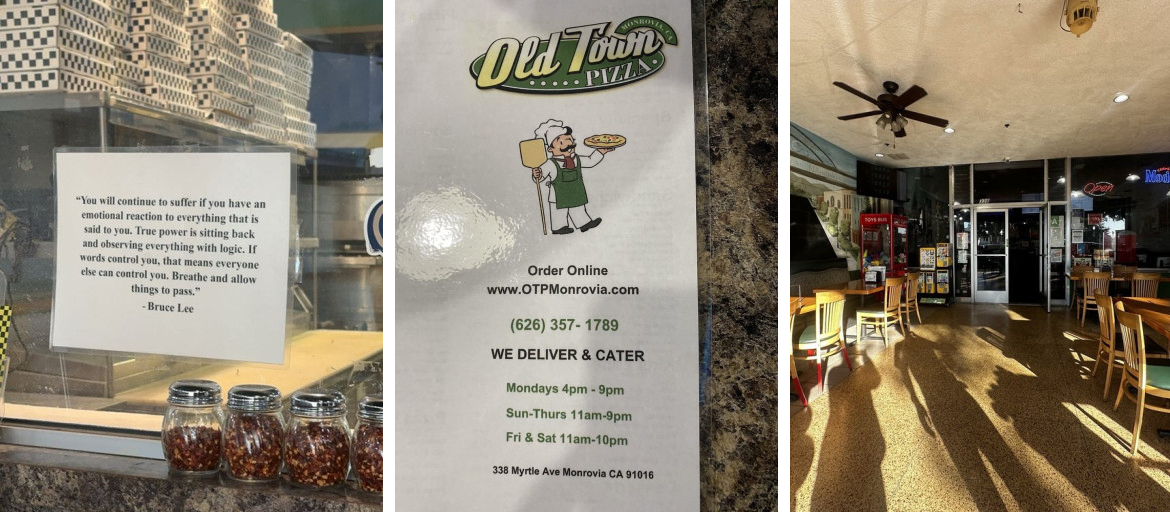 “You will continue to suffer if you have an
emotional reaction to everything that is
said to you. True power is sitting back
and observing everything with logic. If
words control you, that means everyone
else can control you. Breathe and allow
things to pass.”
- Bruce Lee
MONROVIA, CA
Old Town
PIZZA
Order Online
www.OTPMonrovia.com
(626) 357- 1789
WE DELIVER & CATER
Mondays 4pm - 9pm
Sun-Thurs 11am-9pm
Fri & Sat 11am-10pm
338 Myrtle Ave Monrovia CA 91016
TOYS BOX
Open